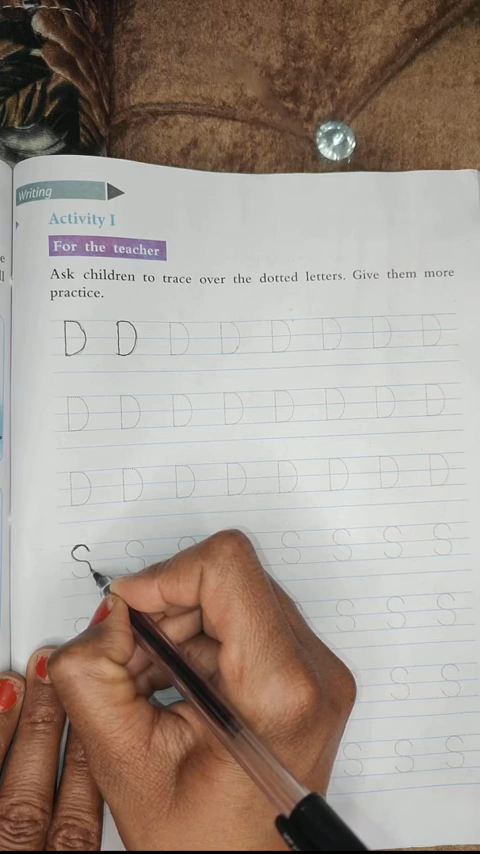 Writing
Activity I
For the teacher
Ask children to trace over the dotted letters. Give them more
practice.
D D D D D D D D
D D D D D D D D
D D D D D D D D
S S S S S S S
S S S
S S
S S S